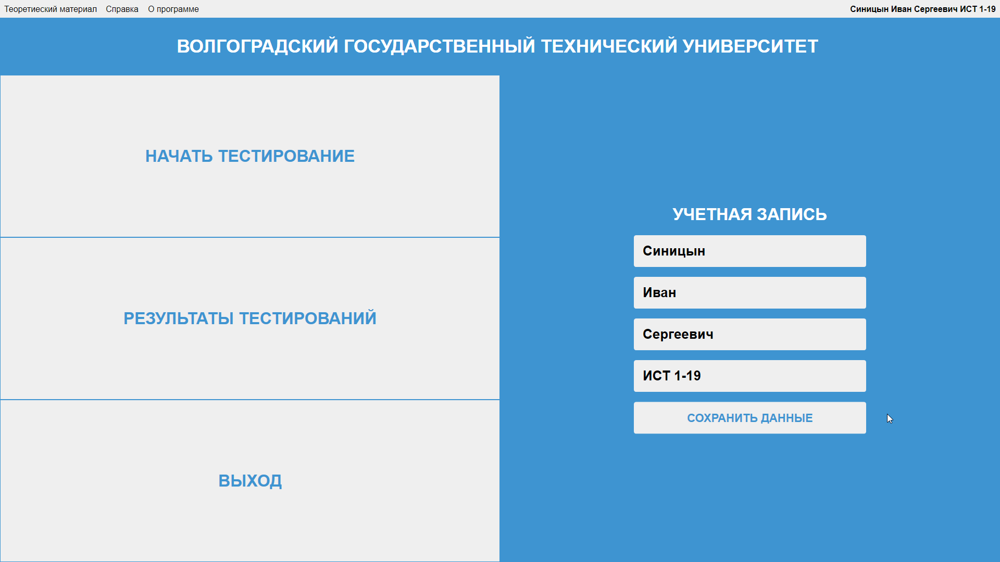 Теоретиеский материал Справка О программе Синицын Иван Сергеевич ИСТ 1-19
ВОЛГОГРАДСКИЙ ГОСУДАРСТВЕННЫЙ ТЕХНИЧЕСКИЙ УНИВЕРСИТЕТ
НАЧАТЬ ТЕСТИРОВАНИЕ
РЕЗУЛЬТАТЫ ТЕСТИРОВАНИЙ
ВЫХОД
УЧЕТНАЯ ЗАПИСЬ
Синицын
Иван
Сергеевич
ИСТ 1-19
СОХРАНИТЬ ДАННЫЕ